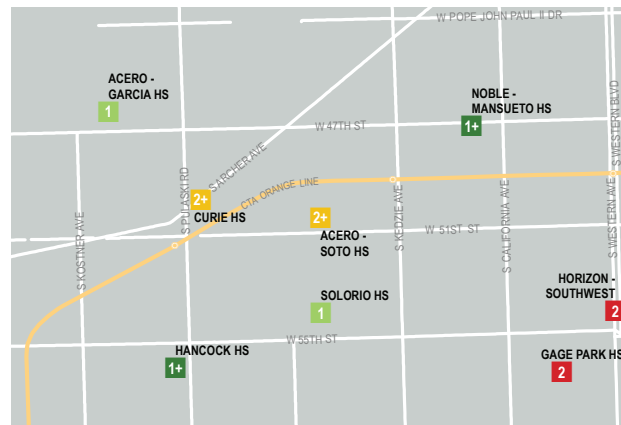 W POPE JOHN PAUL II DR
ACERO -
GARCIA HS
1
NOBLE -
MANSUETO HS
1+
W 47TH ST
S WESTERN BLVD
S ARCHER AVE
S PULASKI RD
CTA ORANGE LINE
2+
CURIE HS
2+
ACERO -
SOTO HS
W 51ST ST
S KOSTNER AVE
S KEDZIE AVE
S CALIFORNIA AVE
S WESTERN AVE
HORIZON -
SOUTHWEST
2
SOLORIO HS
1
W 55TH ST
HANCOCK HS
1+
GAGE PARK HS
2